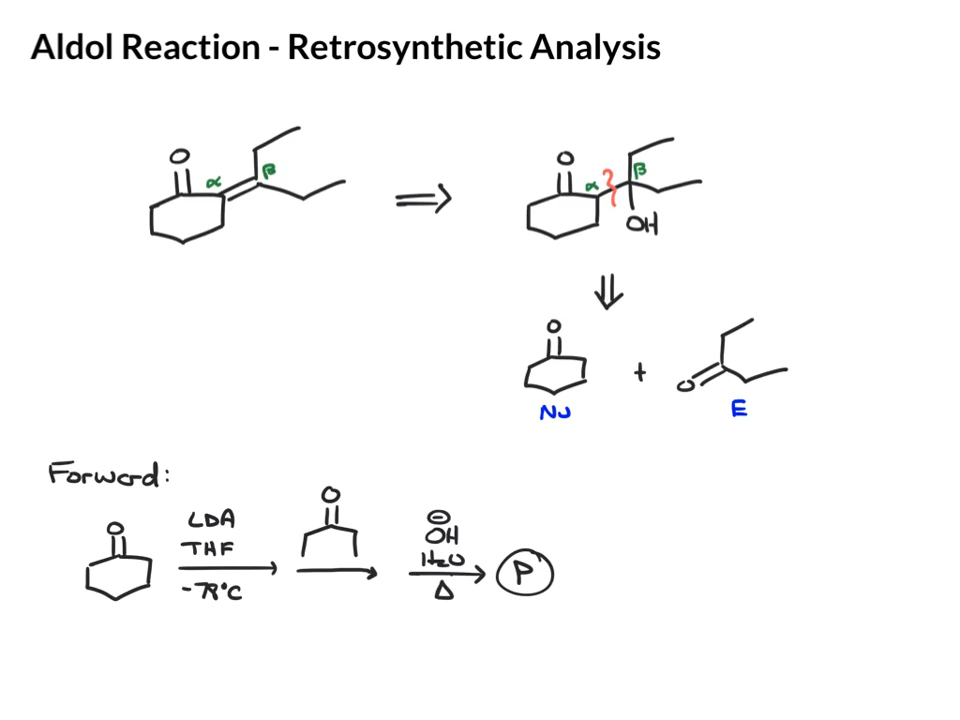 Aldol Reaction - Retrosynthetic Analysis
O
α β
O
α β
OH
O
+
O
Nu
E
Forward:
O
LDA
THF
-78°C
O
⊖
OH
H₂O
Δ
P